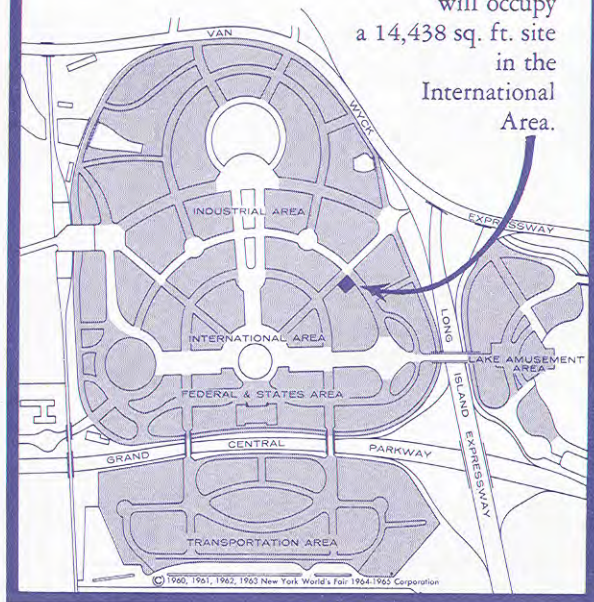 will occupy
a 14,438 sq. ft. site
in the
International
Area.
VAN
WYCK
EXPRESSWAY
INDUSTRIAL AREA
INTERNATIONAL AREA
LONG
ISLAND
EXPRESSWAY
LAKE AMUSEMENT
AREA
FEDERAL & STATES AREA
GRAND
CENTRAL
PARKWAY
TRANSPORTATION AREA
© 1960, 1961, 1962, 1963 New York World's Fair 1964-1965 Corporation